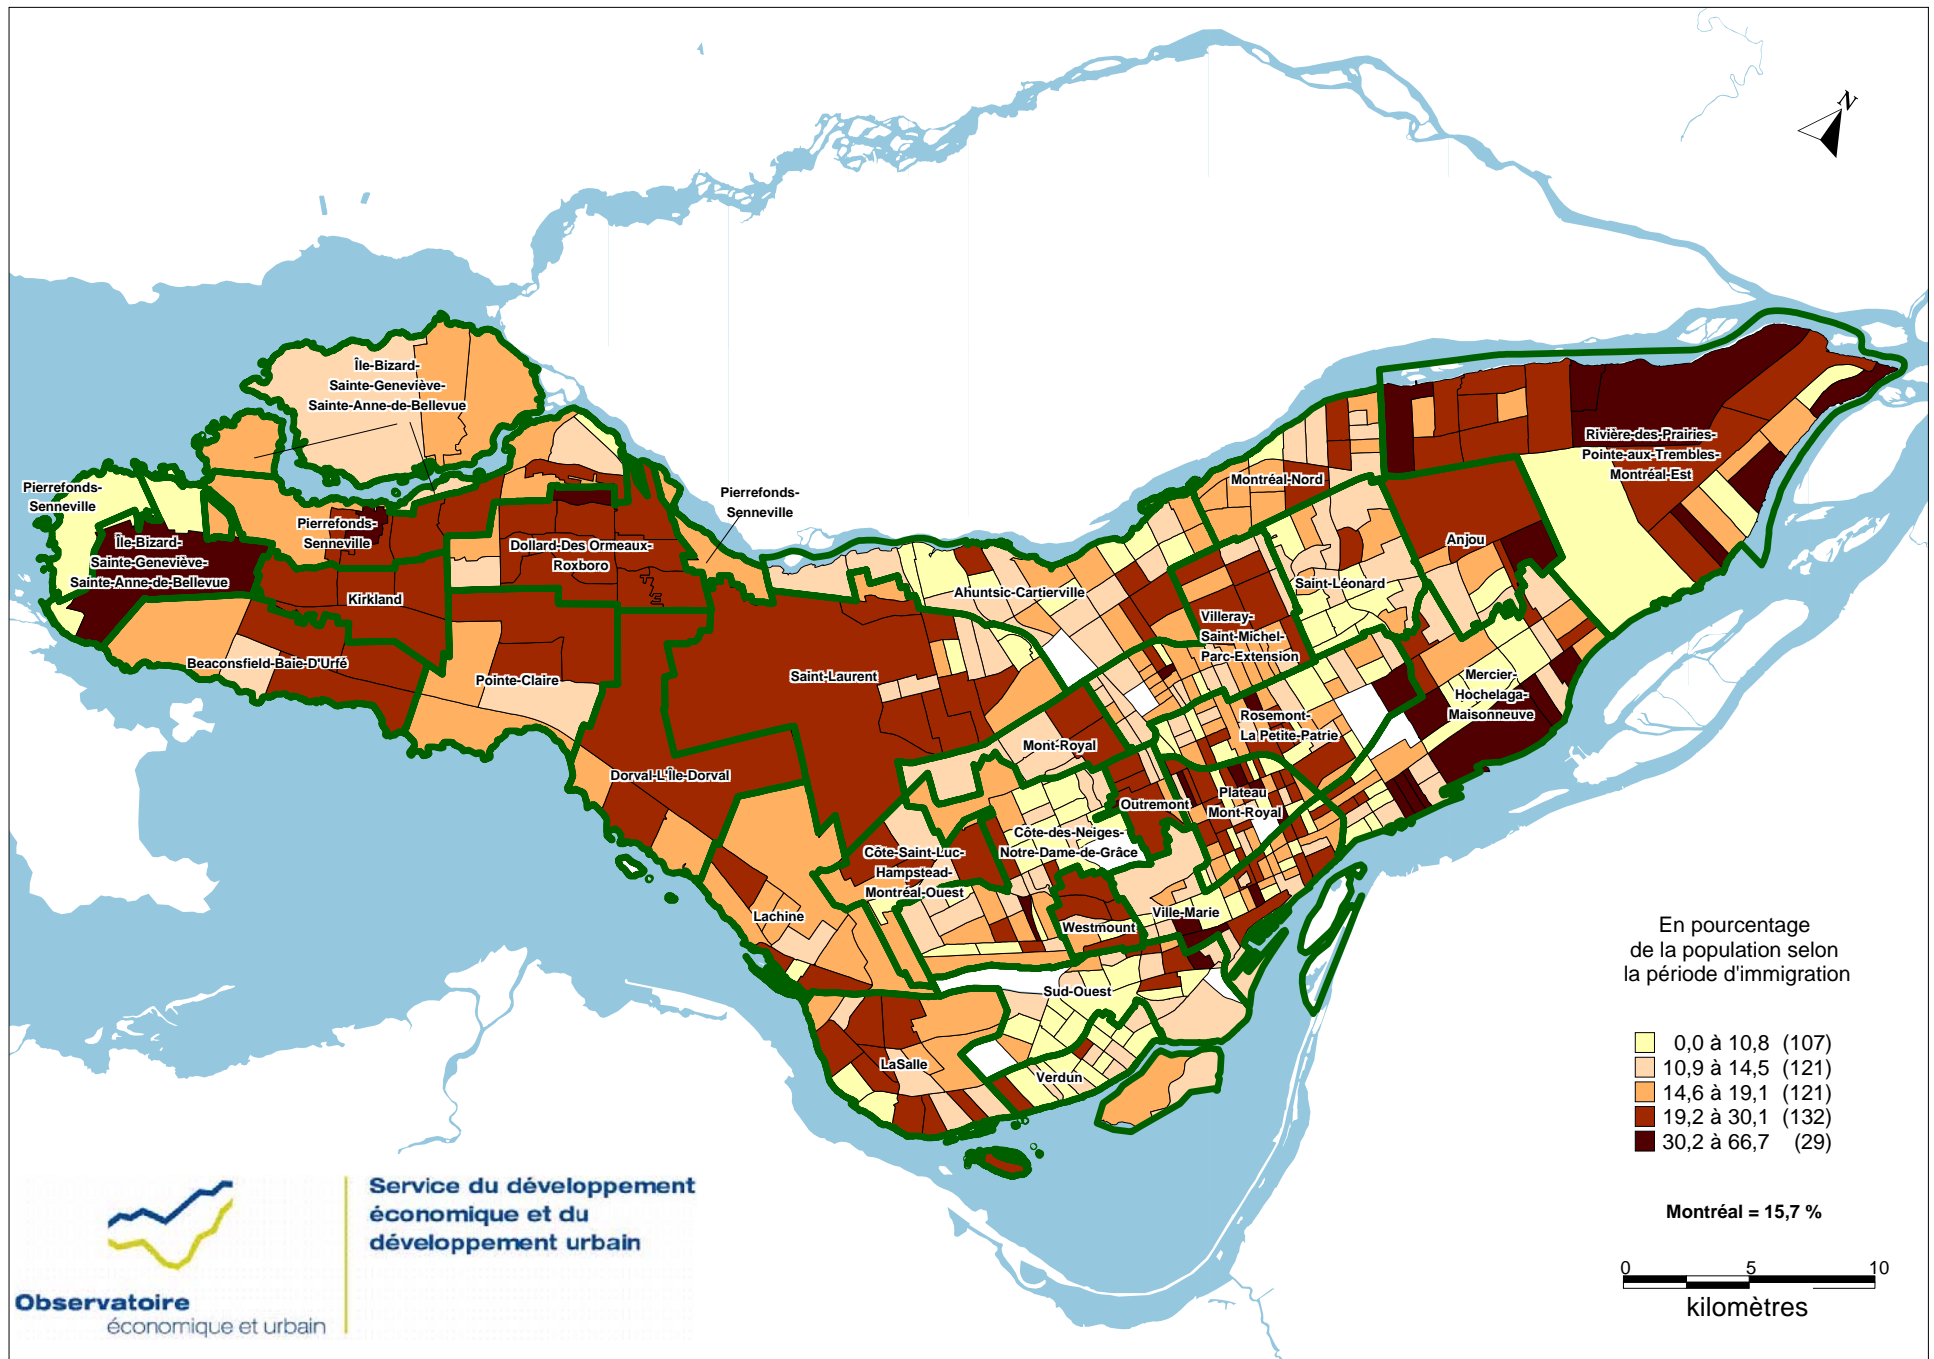 N
Île-Bizard-
Sainte-Geneviève-
Sainte-Anne-de-Bellevue
Pierrefonds-
Senneville
Pierrefonds-
Senneville
Pierrefonds-
Senneville
Île-Bizard-
Sainte-Geneviève-
Sainte-Anne-de-Bellevue
Dollard-Des Ormeaux-
Roxboro
Kirkland
Beaconsfield-Baie-D'Urfé
Pointe-Claire
Dorval-L'Île-Dorval
Saint-Laurent
Ahuntsic-Cartierville
Montréal-Nord
Rivière-des-Prairies-
Pointe-aux-Trembles-
Montréal-Est
Anjou
Saint-Léonard
Villeray-
Saint-Michel-
Parc-Extension
Mercier-
Hochelaga-
Maisonneuve
Rosemont-
La Petite-Patrie
Mont-Royal
Outremont
Plateau
Mont-Royal
Côte-des-Neiges-
Notre-Dame-de-Grâce
Côte-Saint-Luc-
Hampstead-
Montréal-Ouest
Lachine
Westmount
Ville-Marie
Sud-Ouest
LaSalle
Verdun
En pourcentage
de la population selon
la période d'immigration
0,0 à 10,8 (107)
10,9 à 14,5 (121)
14,6 à 19,1 (121)
19,2 à 30,1 (132)
30,2 à 66,7 (29)
Montréal = 15,7 %
0 5 10
kilomètres
Service du développement
économique et du
développement urbain
Observatoire
économique et urbain